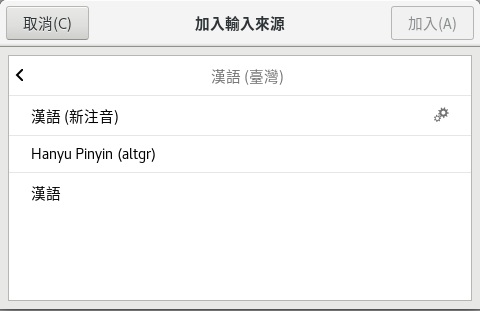 取消(C) 加入輸入來源 加入(A)
漢語 (臺灣)
漢語 (新注音)
Hanyu Pinyin (altgr)
漢語